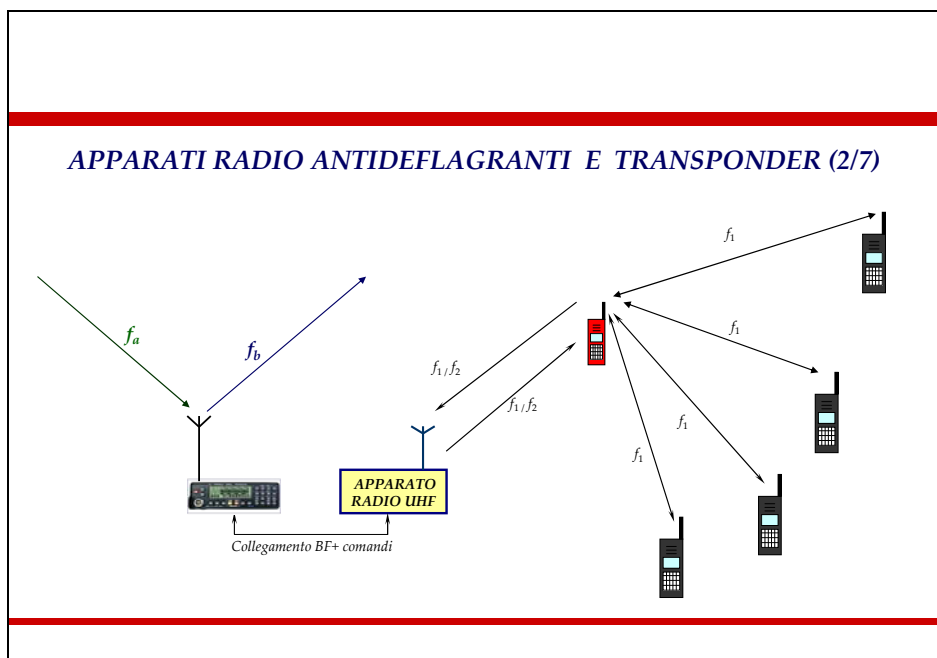 APPARATI RADIO ANTIDEFLAGRANTI E TRANSPONDER (2/7)
f₁
fₐ
f_b
f₁
f₁/f₂
f₁/f₂
f₁
f₁
APPARATO
RADIO UHF
Collegamento BF+ comandi